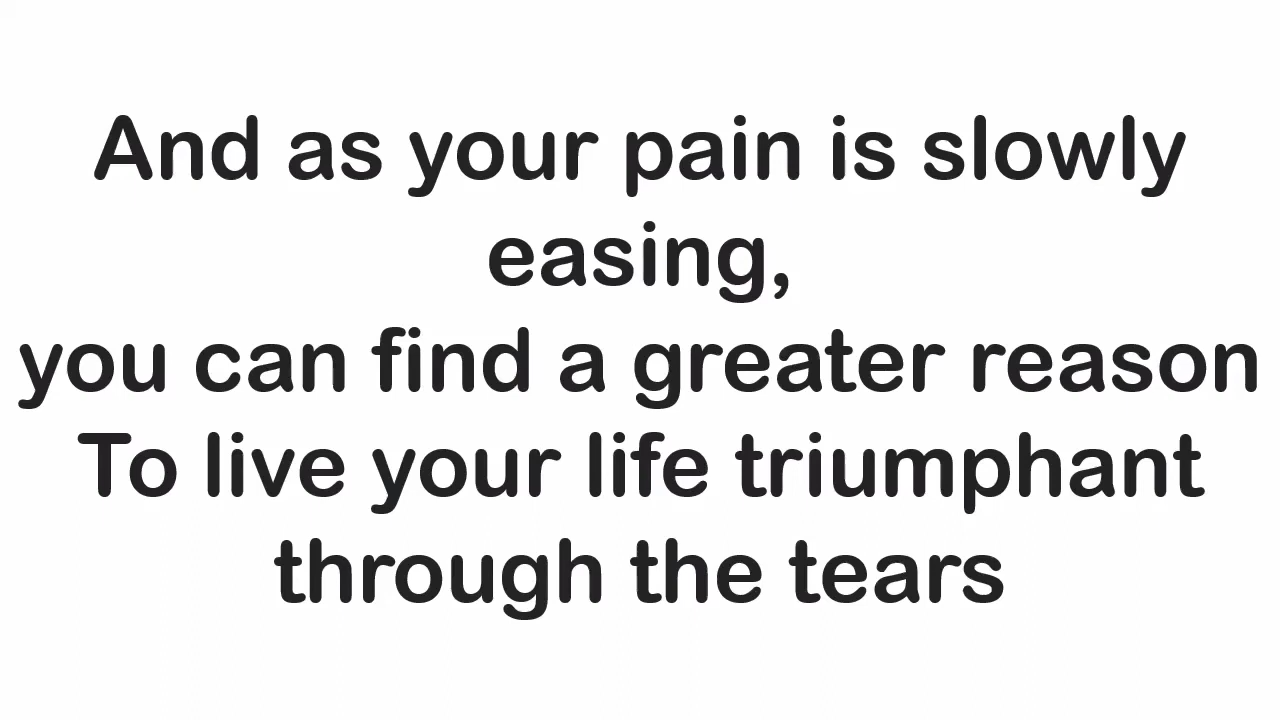 And as your pain is slowly
easing,
you can find a greater reason
To live your life triumphant
through the tears